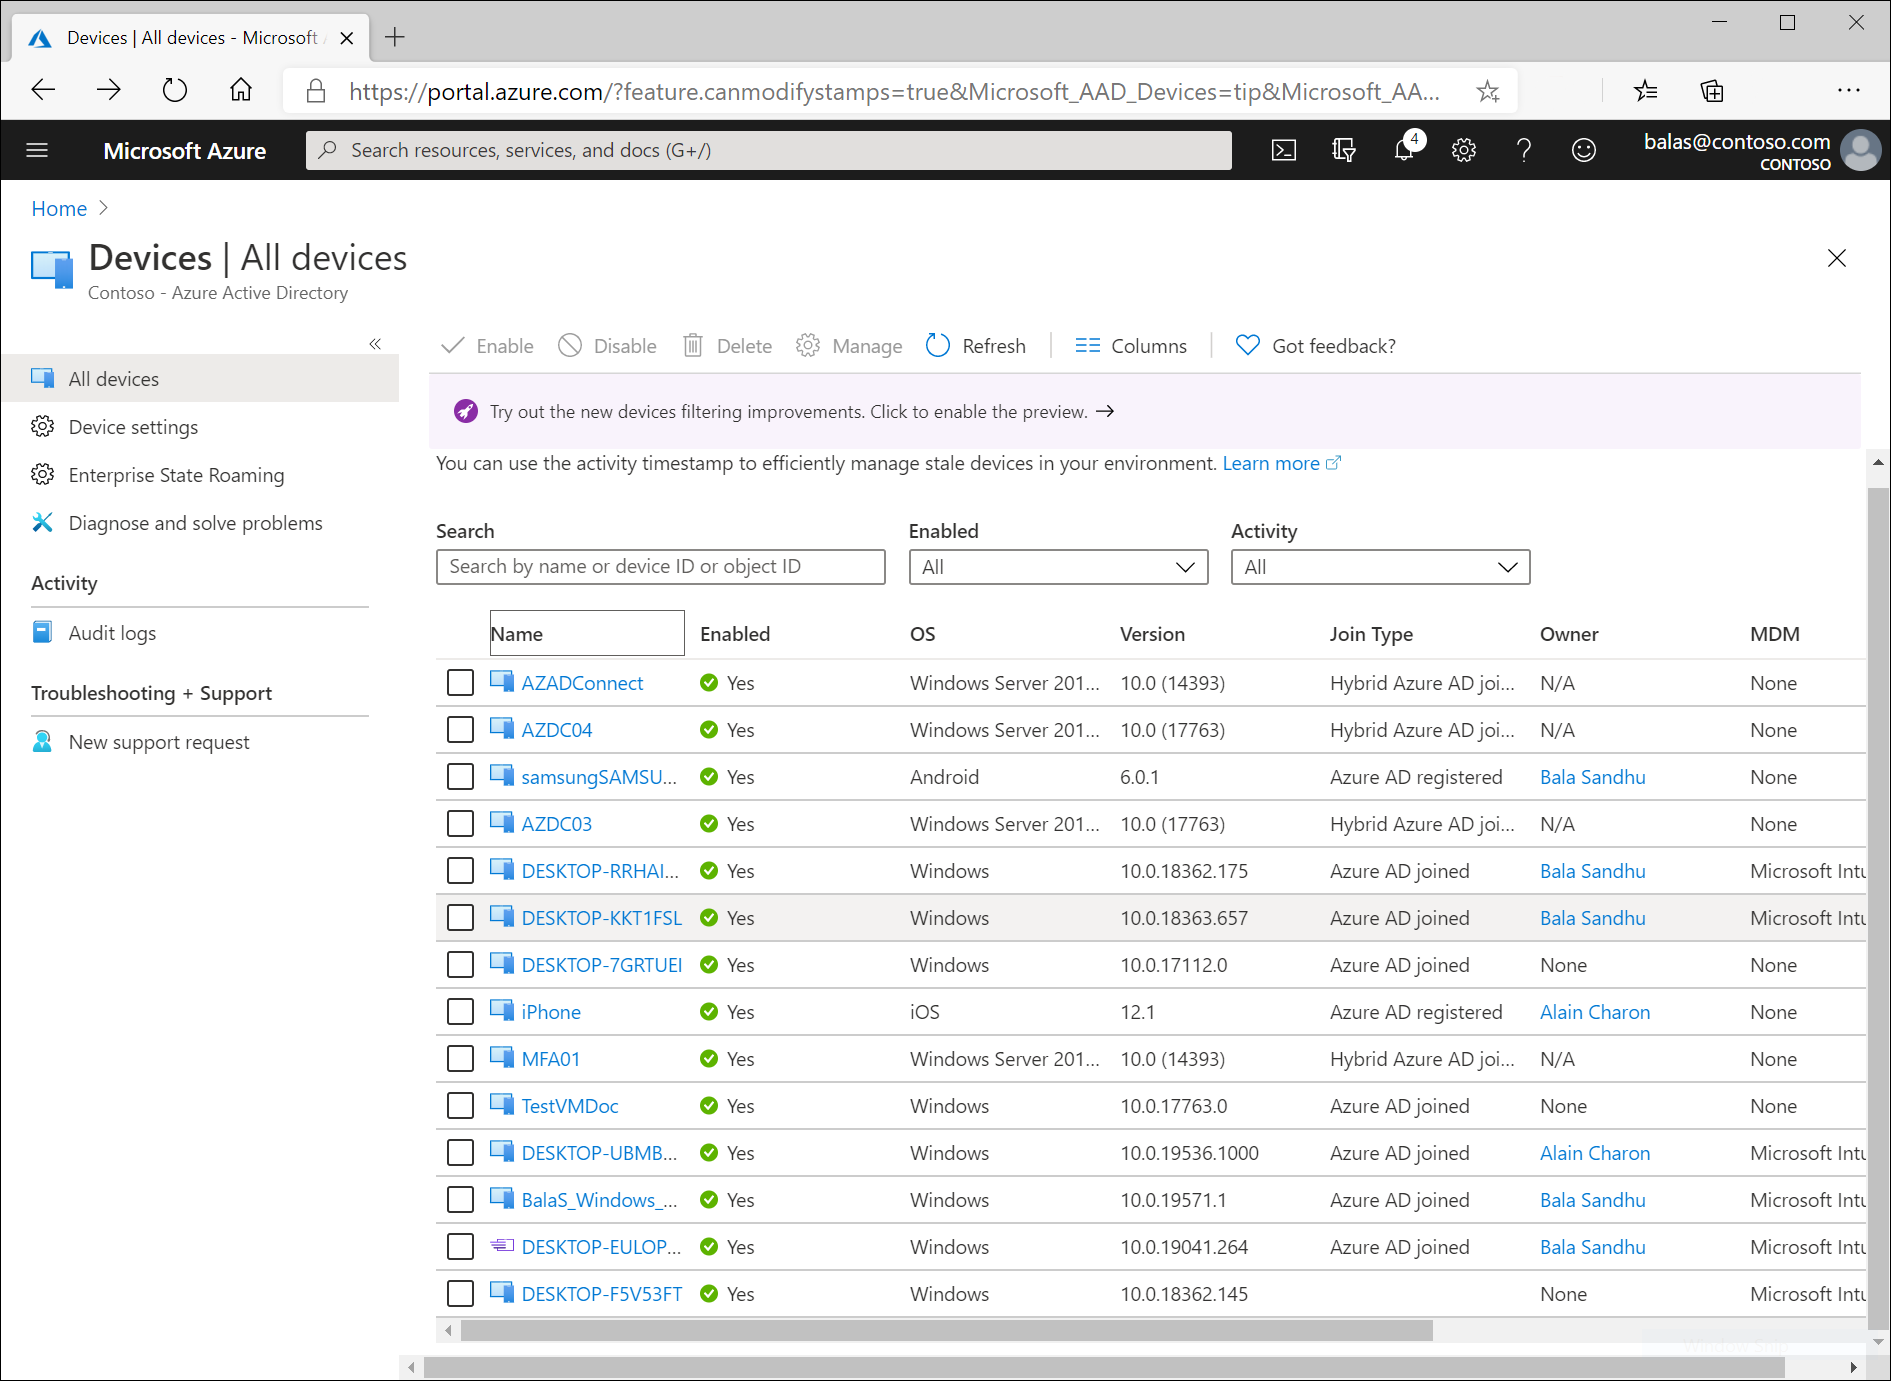 Devices | All devices - Microsoft
https://portal.azure.com/?feature.canmodifystamps=true&Microsoft_AAD_Devices=tip&Microsoft_AA...
Microsoft Azure
Search resources, services, and docs (G+/)
4
balas@contoso.com
CONTOSO
Home
Devices | All devices
Contoso - Azure Active Directory
«
All devices
Device settings
Enterprise State Roaming
Diagnose and solve problems
Activity
Audit logs
Troubleshooting + Support
New support request
Enable Disable Delete Manage Refresh Columns Got feedback?
Try out the new devices filtering improvements. Click to enable the preview. →
You can use the activity timestamp to efficiently manage stale devices in your environment. Learn more
Search Enabled Activity
Search by name or device ID or object ID All All
Name Enabled OS Version Join Type Owner MDM
AZADConnect Yes Windows Server 201... 10.0 (14393) Hybrid Azure AD joi... N/A None
AZDC04 Yes Windows Server 201... 10.0 (17763) Hybrid Azure AD joi... N/A None
samsungSAMSU... Yes Android 6.0.1 Azure AD registered Bala Sandhu None
AZDC03 Yes Windows Server 201... 10.0 (17763) Hybrid Azure AD joi... N/A None
DESKTOP-RRHAI... Yes Windows 10.0.18362.175 Azure AD joined Bala Sandhu Microsoft Intu
DESKTOP-KKT1FSL Yes Windows 10.0.18363.657 Azure AD joined Bala Sandhu Microsoft Intu
DESKTOP-7GRTUEI Yes Windows 10.0.17112.0 Azure AD joined None None
iPhone Yes iOS 12.1 Azure AD registered Alain Charon None
MFA01 Yes Windows Server 201... 10.0 (14393) Hybrid Azure AD joi... N/A None
TestVMDoc Yes Windows 10.0.17763.0 Azure AD joined None None
DESKTOP-UBMB... Yes Windows 10.0.19536.1000 Azure AD joined Alain Charon Microsoft Intu
BalaS_Windows_... Yes Windows 10.0.19571.1 Azure AD joined Bala Sandhu Microsoft Intu
DESKTOP-EULOP... Yes Windows 10.0.19041.264 Azure AD joined Bala Sandhu Microsoft Intu
DESKTOP-F5V53FT Yes Windows 10.0.18362.145 None Microsoft Intu
Window Snip